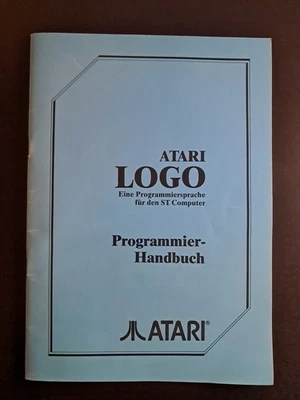 ATARI
LOGO
Eine Programmiersprache
für den ST Computer
Programmier-
Handbuch
ATARI®